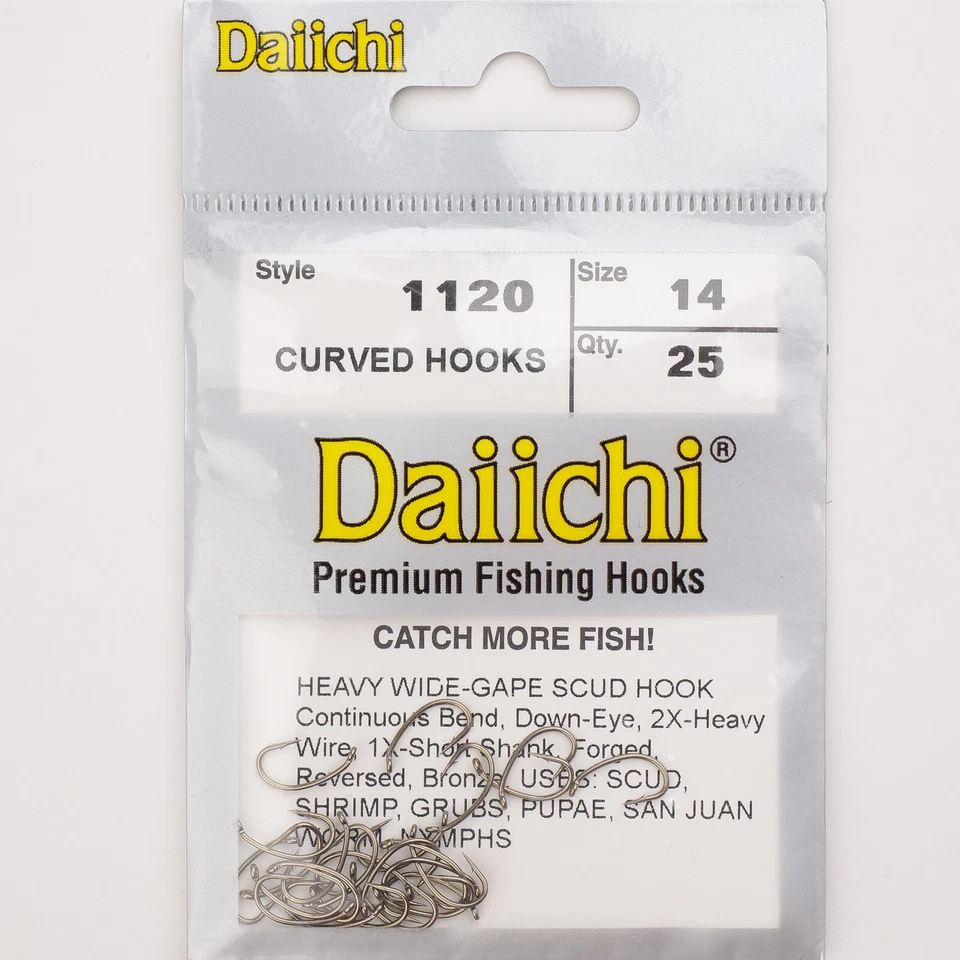 Daiichi
Style
1120
Size
14
CURVED HOOKS
Qty.
25
Daiichi®
Premium Fishing Hooks
CATCH MORE FISH!
HEAVY WIDE-GAPE SCUD HOOK
Continuous Bend, Down-Eye, 2X-Heavy
Wire, 1X-Short Shank, Forged,
Reversed, Bronze, USES: SCUD,
SHRIMP, GRUBS, PUPAE, SAN JUAN
WORM, NYMPHS